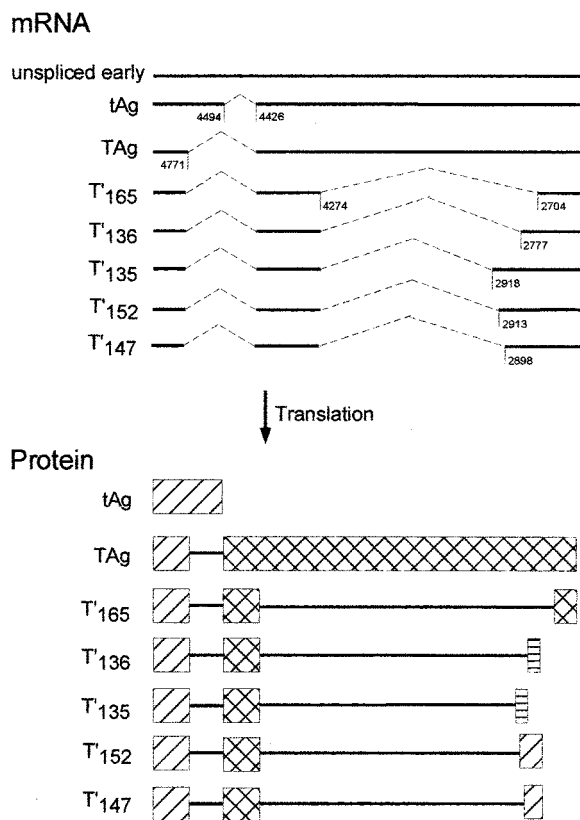 mRNA
unspliced early
tAg
4494 4426
TAg
4771
T'165
4274 2704
T'136
2777
T'135
2918
T'152
2913
T'147
2898
Translation
Protein
tAg
TAg
T'165
T'136
T'135
T'152
T'147